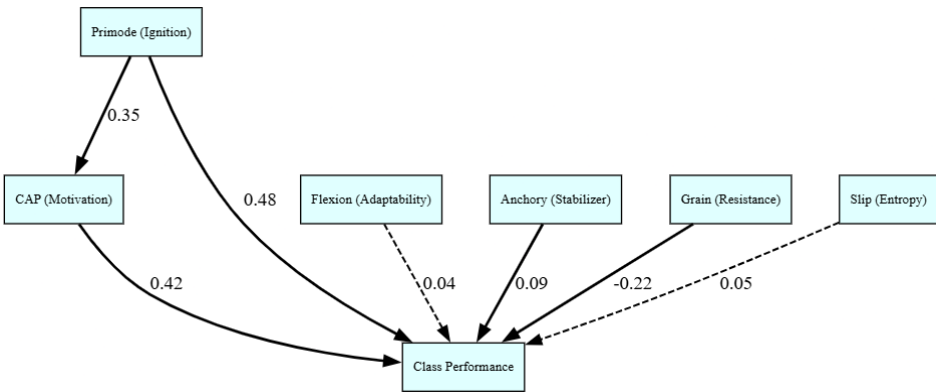 Primode (Ignition)
0.35
CAP (Motivation)
0.48
Flexion (Adaptability)
Anchory (Stabilizer)
Grain (Resistance)
Slip (Entropy)
0.42
0.04
0.09
-0.22
0.05
Class Performance